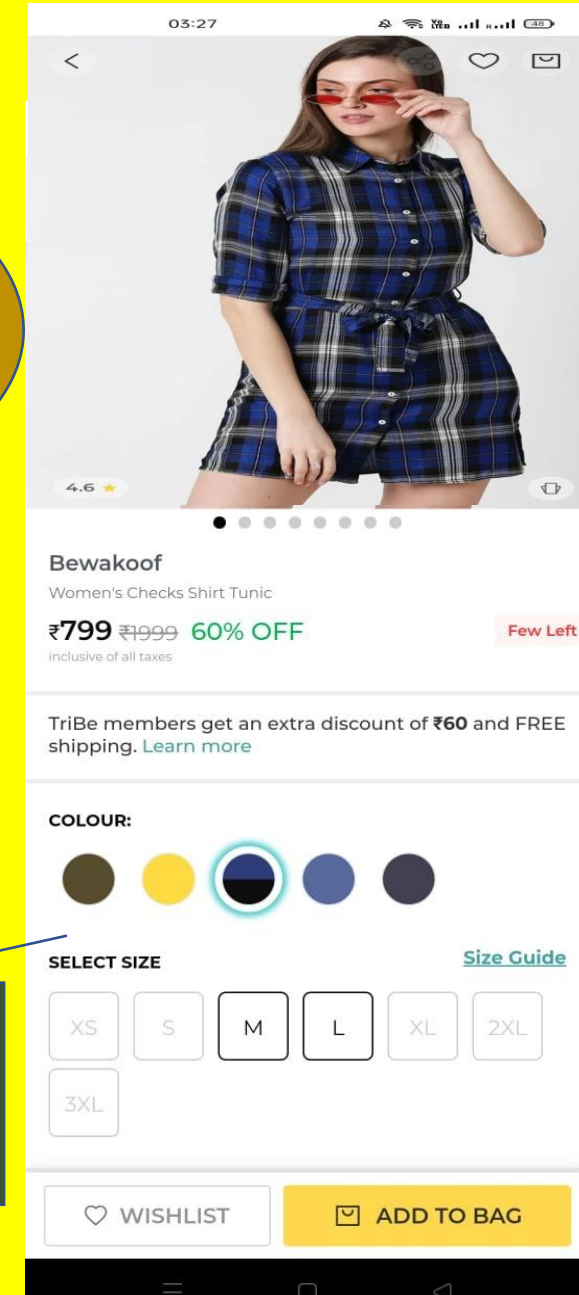 03:27
48
4.6
Bewakoof
Women's Checks Shirt Tunic
₹799 ₹1999 60% OFF
Few Left
inclusive of all taxes
TriBe members get an extra discount of ₹60 and FREE
shipping. Learn more
COLOUR:
SELECT SIZE
Size Guide
XS S M L XL 2XL
3XL
WISHLIST
ADD TO BAG